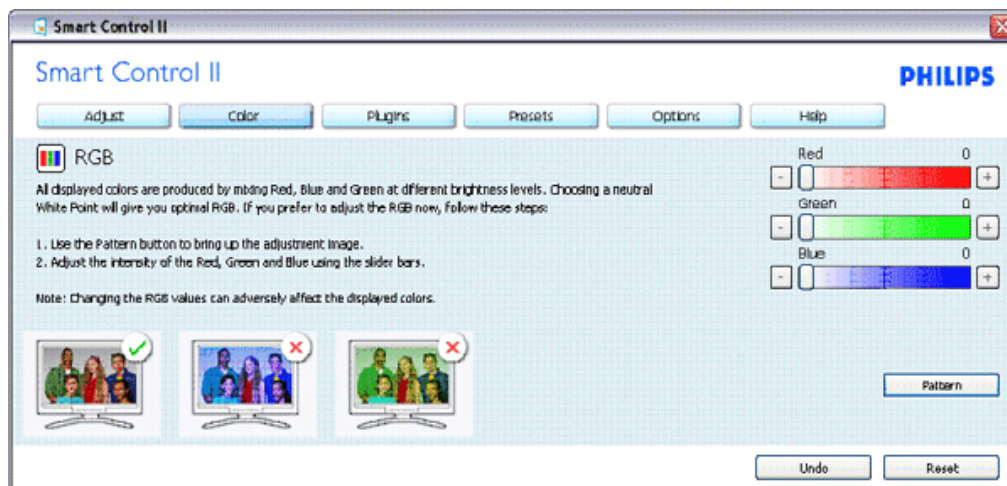 Smart Control II
Smart Control II
PHILIPS
Adjust Color Plugins Presets Options Help
RGB
All displayed colors are produced by mixing Red, Blue and Green at different brightness levels. Choosing a neutral
White Point will give you optimal RGB. If you prefer to adjust the RGB now, follow these steps:
1. Use the Pattern button to bring up the adjustment image.
2. Adjust the intensity of the Red, Green and Blue using the slider bars.
Note: Changing the RGB values can adversely affect the displayed colors.
Red 0
- +
Green 0
- +
Blue 0
- +
Pattern
Undo Reset